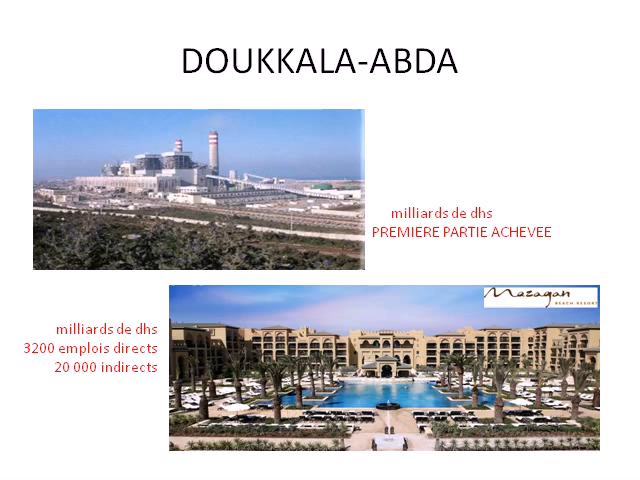 DOUKKALA-ABDA
milliards de dhs
PREMIERE PARTIE ACHEVEE
Mazagan
BEACH RESORT
milliards de dhs
3200 emplois directs
20 000 indirects